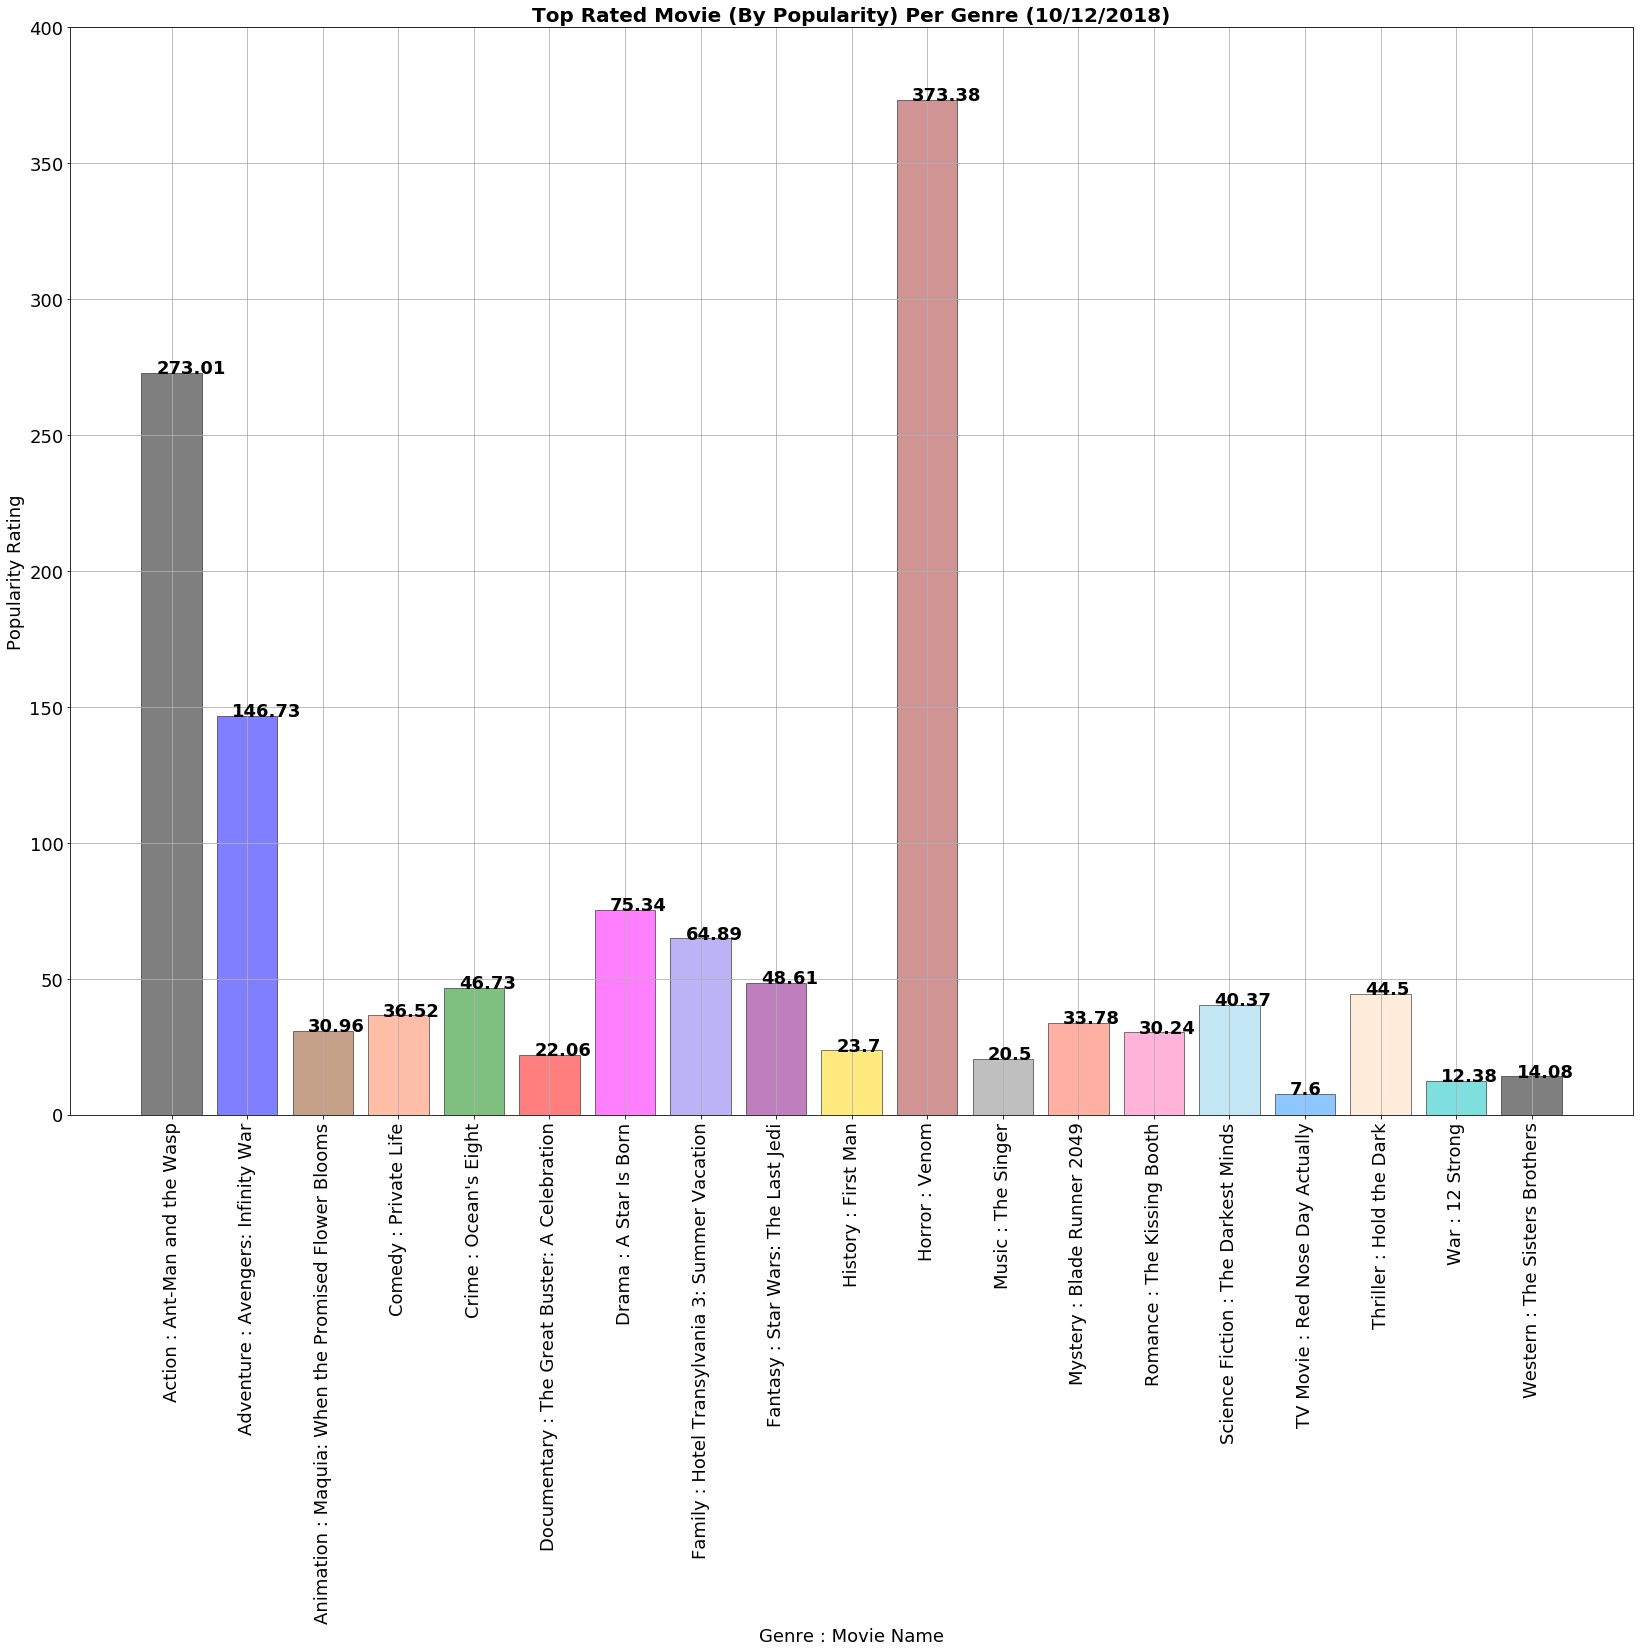 Top Rated Movie (By Popularity) Per Genre (10/12/2018)
Popularity Rating
400
350
300
250
200
150
100
50
0
273.01
146.73
30.96
36.52
46.73
22.06
75.34
64.89
48.61
23.7
373.38
20.5
33.78
30.24
40.37
7.6
44.5
12.38
14.08
Action : Ant-Man and the Wasp
Adventure : Avengers: Infinity War
Animation : Maquia: When the Promised Flower Blooms
Comedy : Private Life
Crime : Ocean's Eight
Documentary : The Great Buster: A Celebration
Drama : A Star Is Born
Family : Hotel Transylvania 3: Summer Vacation
Fantasy : Star Wars: The Last Jedi
History : First Man
Horror : Venom
Music : The Singer
Mystery : Blade Runner 2049
Romance : The Kissing Booth
Science Fiction : The Darkest Minds
TV Movie : Red Nose Day Actually
Thriller : Hold the Dark
War : 12 Strong
Western : The Sisters Brothers
Genre : Movie Name